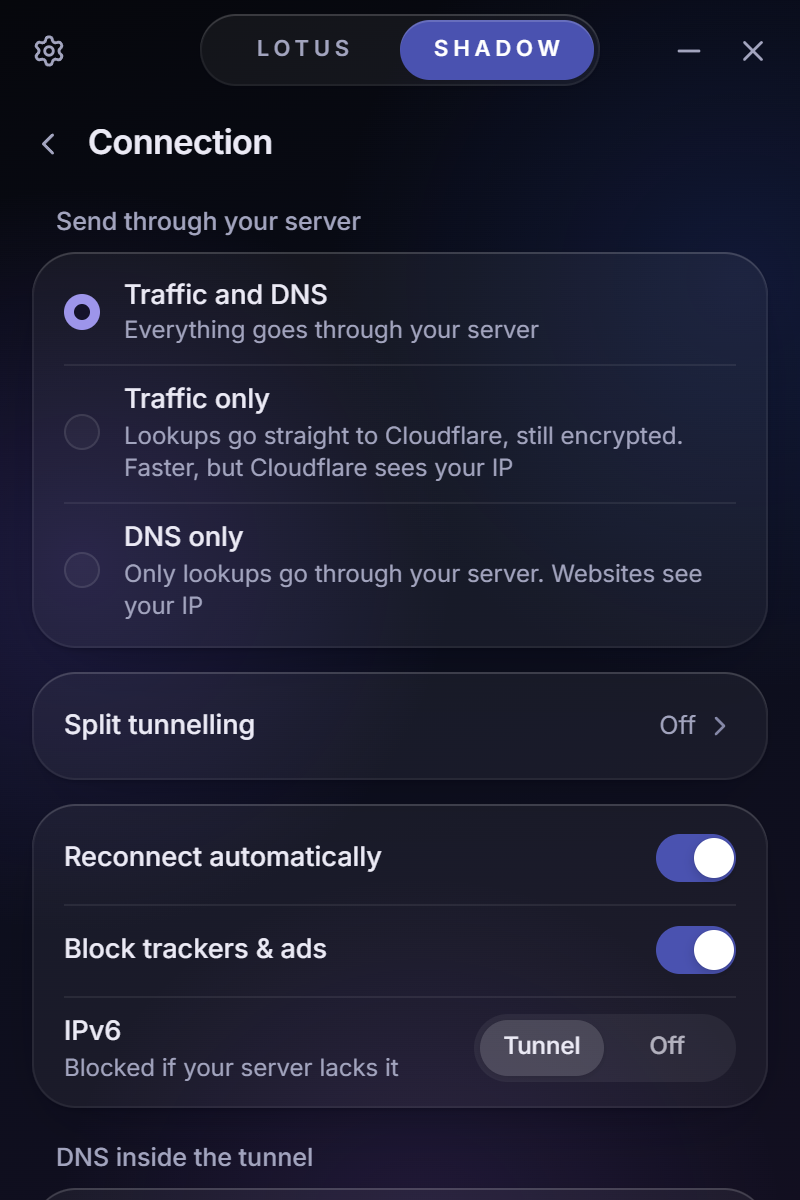 LOTUS SHADOW
Connection
Send through your server
Traffic and DNS
Everything goes through your server
Traffic only
Lookups go straight to Cloudflare, still encrypted.
Faster, but Cloudflare sees your IP
DNS only
Only lookups go through your server. Websites see
your IP
Split tunnelling Off
Reconnect automatically
Block trackers & ads
IPv6
Blocked if your server lacks it
Tunnel Off
DNS inside the tunnel